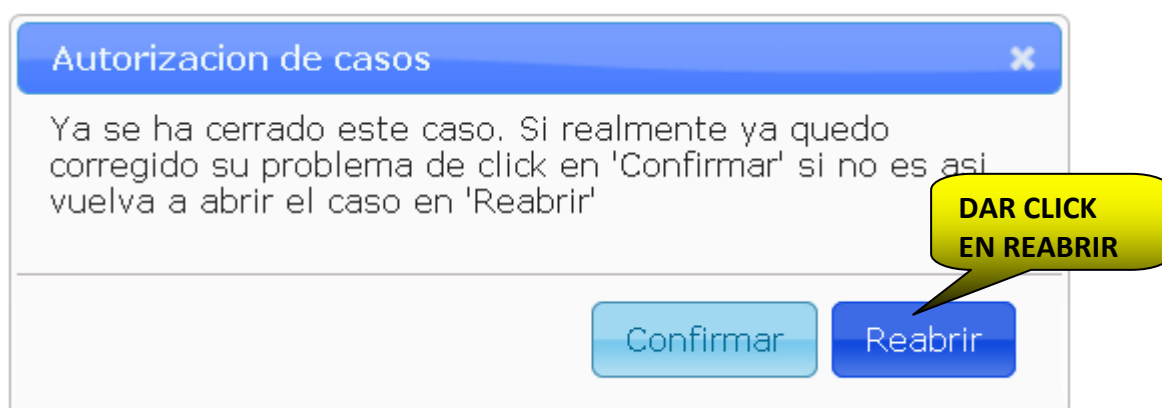 Autorizacion de casos
Ya se ha cerrado este caso. Si realmente ya quedo
corregido su problema de click en 'Confirmar' si no es asi
vuelva a abrir el caso en 'Reabrir'
DAR CLICK
EN REABRIR
Confirmar
Reabrir